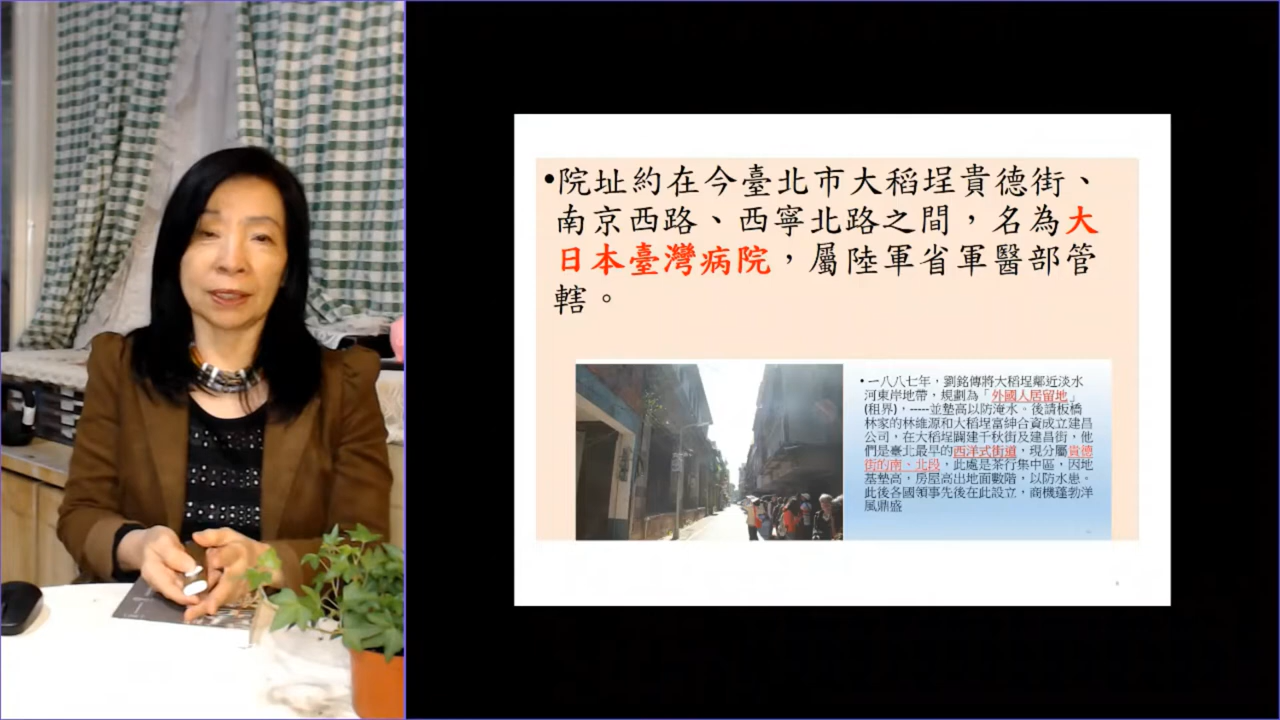 •院址約在今臺北市大稻埕貴德街、
南京西路、西寧北路之間，名為大
日本臺灣病院，屬陸軍省軍醫部管
轄。
•一八八七年，劉銘傳將大稻埕鄰近淡水
河東岸地帶，規劃為「外國人居留地」
(租界)，-----並墊高以防淹水。後請板橋
林家的林維源和大稻埕富紳合資成立建昌
公司，在大稻埕闢建千秋街及建昌街，他
們是臺北最早的西洋式街道，現分屬貴德
街的南、北段，此處是茶行集中區，因地
基墊高，房屋高出地面數階，以防水患。
此後各國領事先後在此設立，商機蓬勃洋
風鼎盛